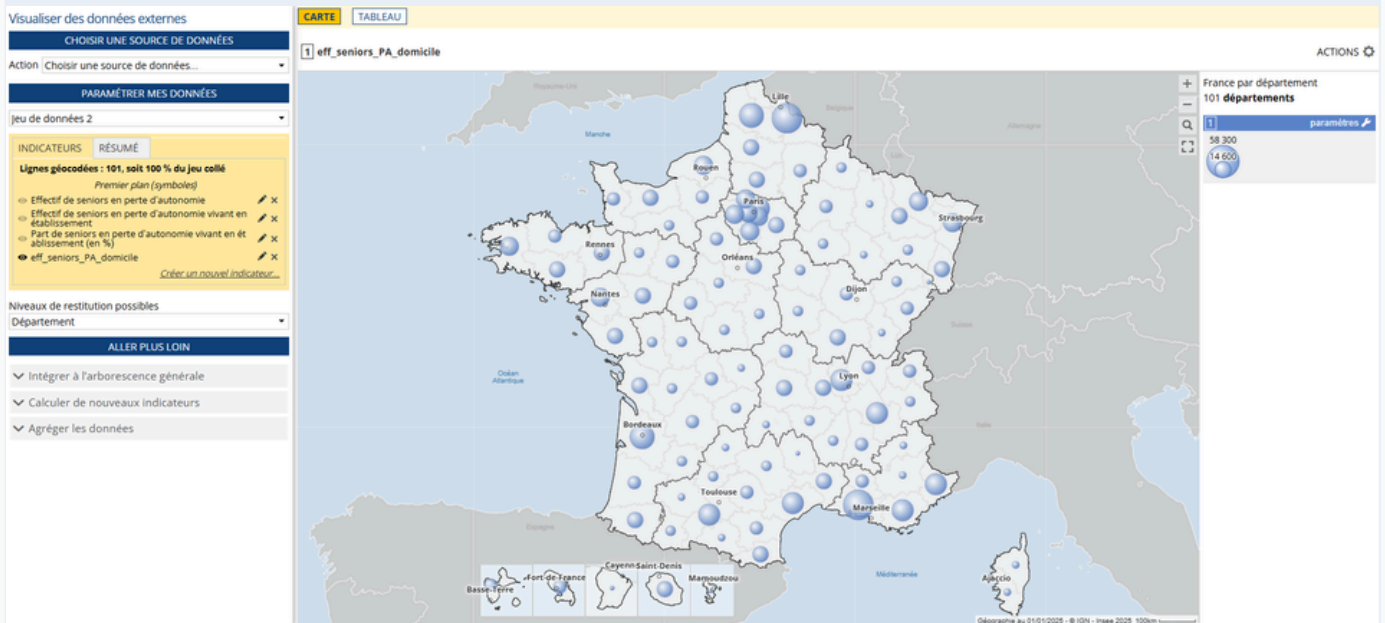 Visualiser des données externes
CHOISIR UNE SOURCE DE DONNÉES
Action Choisir une source de données...
PARAMÉTRER MES DONNÉES
Jeu de données 2
INDICATEURS RÉSUMÉ
Lignes géocodées : 101, soit 100 % du jeu collé
Premier plan (symboles)
Effectif de seniors en perte d'autonomie
Effectif de seniors en perte d'autonomie vivant en
établissement
Part de seniors en perte d'autonomie vivant en ét
ablissement (en %)
eff_seniors_PA_domicile
Créer un nouvel indicateur...
Niveaux de restitution possibles
Département
ALLER PLUS LOIN
Intégrer à l'arborescence générale
Calculer de nouveaux indicateurs
Agréger les données
CARTE TABLEAU
1 eff_seniors_PA_domicile
ACTIONS
Royaume-Uni
Lille
Belgique
Allemagne
Manche
Rouen
Paris
Strasbourg
Rennes
Orléans
Nantes
Dijon
Suisse
Océan
Atlantique
Lyon
Italie
Bordeaux
Toulouse
Marseille
Espagne
Méditerranée
Basse-Terre
Fort-de-France
Cayenne
Saint-Denis
Mamoudzou
Ajaccio
Géographie au 01/01/2025 - © IGN - Insee 2025 100km
France par département
101 départements
1 paramètres
58 300
14 600